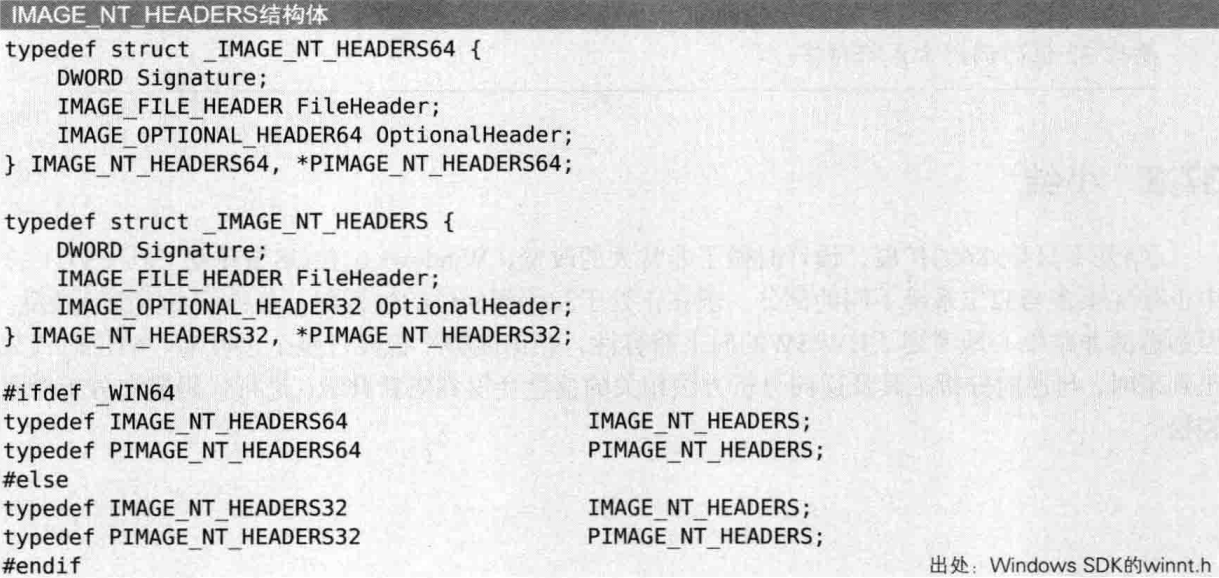 IMAGE_NT_HEADERS结构体
typedef struct _IMAGE_NT_HEADERS64 {
    DWORD Signature;
    IMAGE_FILE_HEADER FileHeader;
    IMAGE_OPTIONAL_HEADER64 OptionalHeader;
} IMAGE_NT_HEADERS64, *PIMAGE_NT_HEADERS64;
typedef struct _IMAGE_NT_HEADERS {
    DWORD Signature;
    IMAGE_FILE_HEADER FileHeader;
    IMAGE_OPTIONAL_HEADER32 OptionalHeader;
} IMAGE_NT_HEADERS32, *PIMAGE_NT_HEADERS32;
#ifdef _WIN64
typedef IMAGE_NT_HEADERS64 IMAGE_NT_HEADERS;
typedef PIMAGE_NT_HEADERS64 PIMAGE_NT_HEADERS;
#else
typedef IMAGE_NT_HEADERS32 IMAGE_NT_HEADERS;
typedef PIMAGE_NT_HEADERS32 PIMAGE_NT_HEADERS;
#endif
出处：Windows SDK的winnt.h